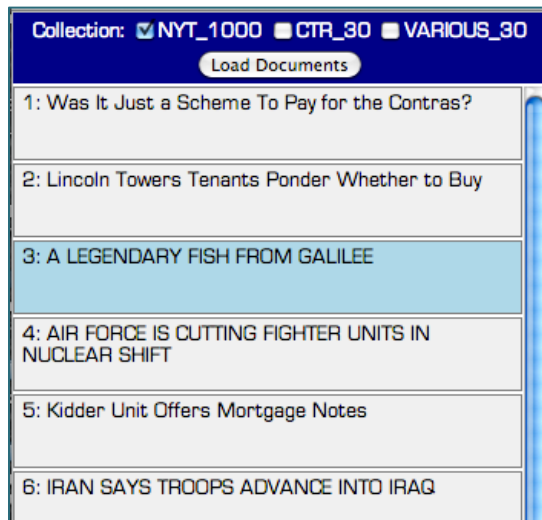 Collection: NYT_1000 CTR_30 VARIOUS_30
Load Documents
1: Was It Just a Scheme To Pay for the Contras?
2: Lincoln Towers Tenants Ponder Whether to Buy
3: A LEGENDARY FISH FROM GALILEE
4: AIR FORCE IS CUTTING FIGHTER UNITS IN
NUCLEAR SHIFT
5: Kidder Unit Offers Mortgage Notes
6: IRAN SAYS TROOPS ADVANCE INTO IRAQ